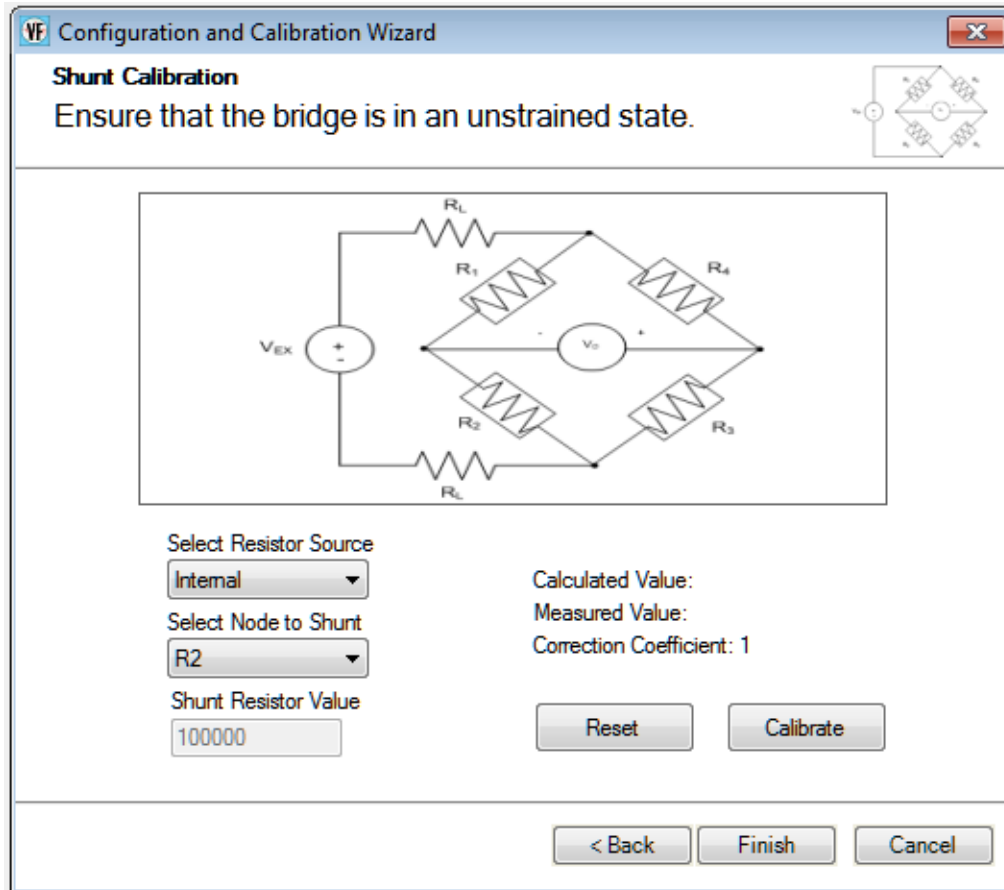 VF Configuration and Calibration Wizard
Shunt Calibration
Ensure that the bridge is in an unstrained state.
RL
R1
R4
VEX
+
-
-
Vo
+
R2
R3
RL
Select Resistor Source
Internal
Select Node to Shunt
R2
Shunt Resistor Value
100000
Calculated Value:
Measured Value:
Correction Coefficient: 1
Reset
Calibrate
< Back
Finish
Cancel